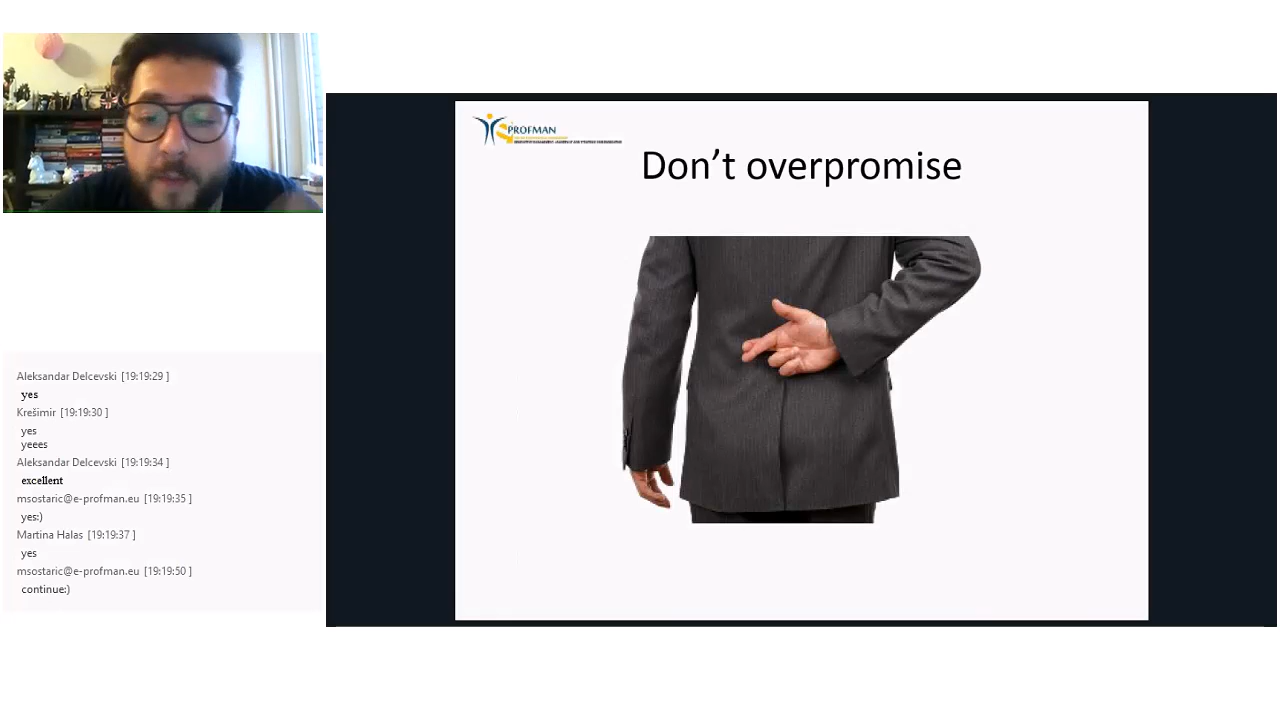 PROFMAN
Don’t overpromise
Aleksandar Delcevski [19:19:29 ]
yes
Krešimir [19:19:30 ]
yes
yeees
Aleksandar Delcevski [19:19:34 ]
excellent
msostaric@e-profman.eu [19:19:35 ]
yes:)
Martina Halas [19:19:37 ]
yes
msostaric@e-profman.eu [19:19:50 ]
continue:)